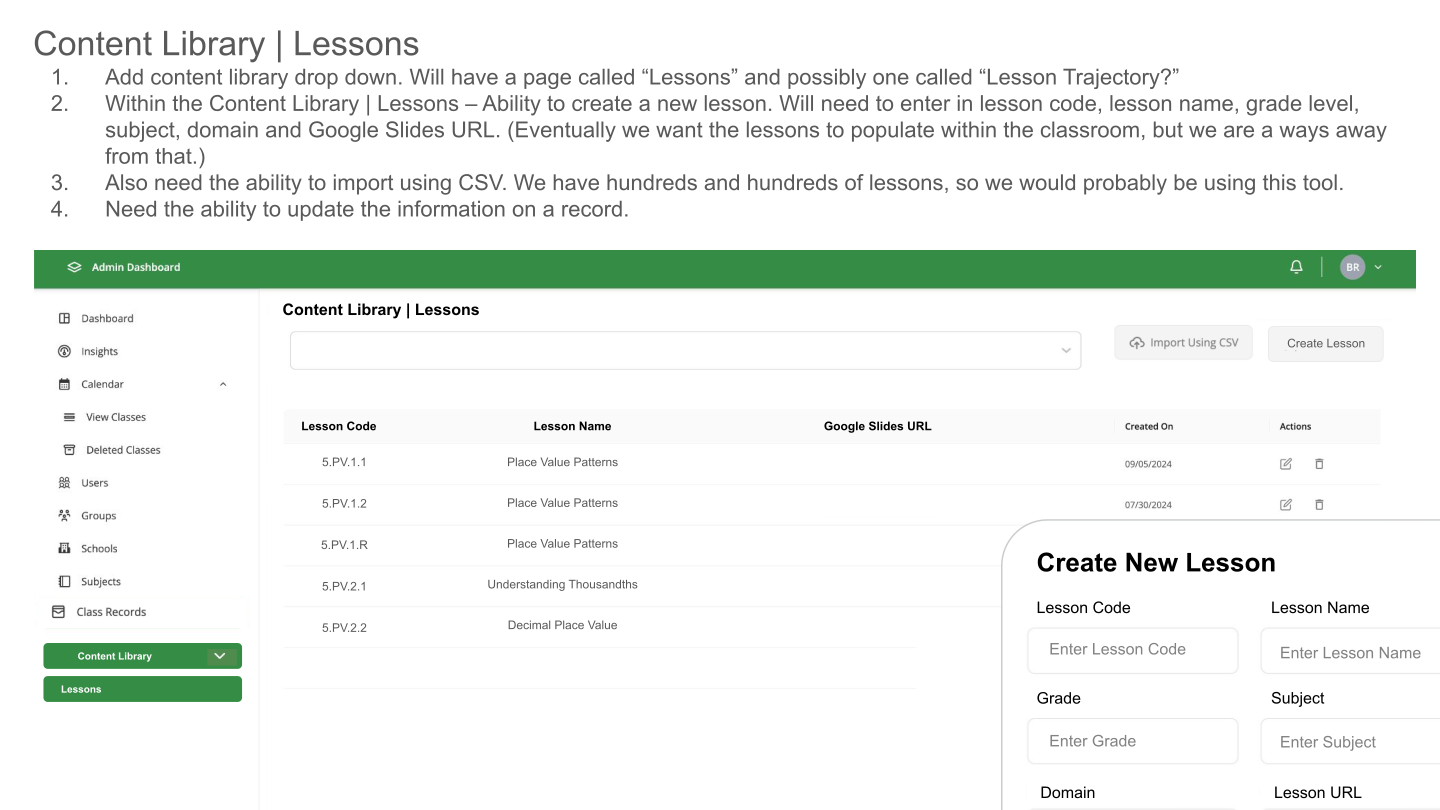 Content Library | Lessons
1. Add content library drop down. Will have a page called “Lessons” and possibly one called “Lesson Trajectory?”
2. Within the Content Library | Lessons – Ability to create a new lesson. Will need to enter in lesson code, lesson name, grade level,
subject, domain and Google Slides URL. (Eventually we want the lessons to populate within the classroom, but we are a ways away
from that.)
3. Also need the ability to import using CSV. We have hundreds and hundreds of lessons, so we would probably be using this tool.
4. Need the ability to update the information on a record.
Admin Dashboard
BR
Dashboard
Insights
Calendar
View Classes
Deleted Classes
Users
Groups
Schools
Subjects
Class Records
Content Library
Lessons
Content Library | Lessons
Import Using CSV
Create Lesson
Lesson Code Lesson Name Google Slides URL Created On Actions
5.PV.1.1 Place Value Patterns 09/05/2024
5.PV.1.2 Place Value Patterns 07/30/2024
5.PV.1.R Place Value Patterns
5.PV.2.1 Understanding Thousandths
5.PV.2.2 Decimal Place Value
Create New Lesson
Lesson Code Lesson Name
Enter Lesson Code Enter Lesson Name
Grade Subject
Enter Grade Enter Subject
Domain Lesson URL